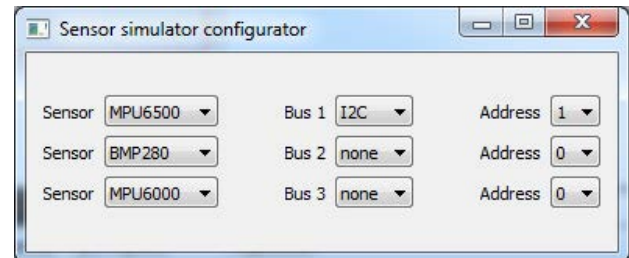 Sensor simulator configurator
Sensor MPU6500 Bus 1 I2C Address 1
Sensor BMP280 Bus 2 none Address 0
Sensor MPU6000 Bus 3 none Address 0